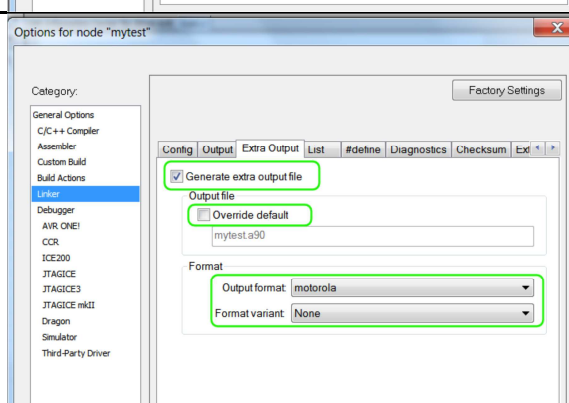 Options for node "mytest"
Category:
Factory Settings
General Options
C/C++ Compiler
Assembler
Custom Build
Build Actions
Linker
Debugger
AVR ONE!
CCR
ICE200
JTAGICE
JTAGICE3
JTAGICE mkII
Dragon
Simulator
Third-Party Driver
Config Output Extra Output List #define Diagnostics Checksum
Generate extra output file
Output file
Override default
mytest.a90
Format
Output format: motorola
Format variant: None